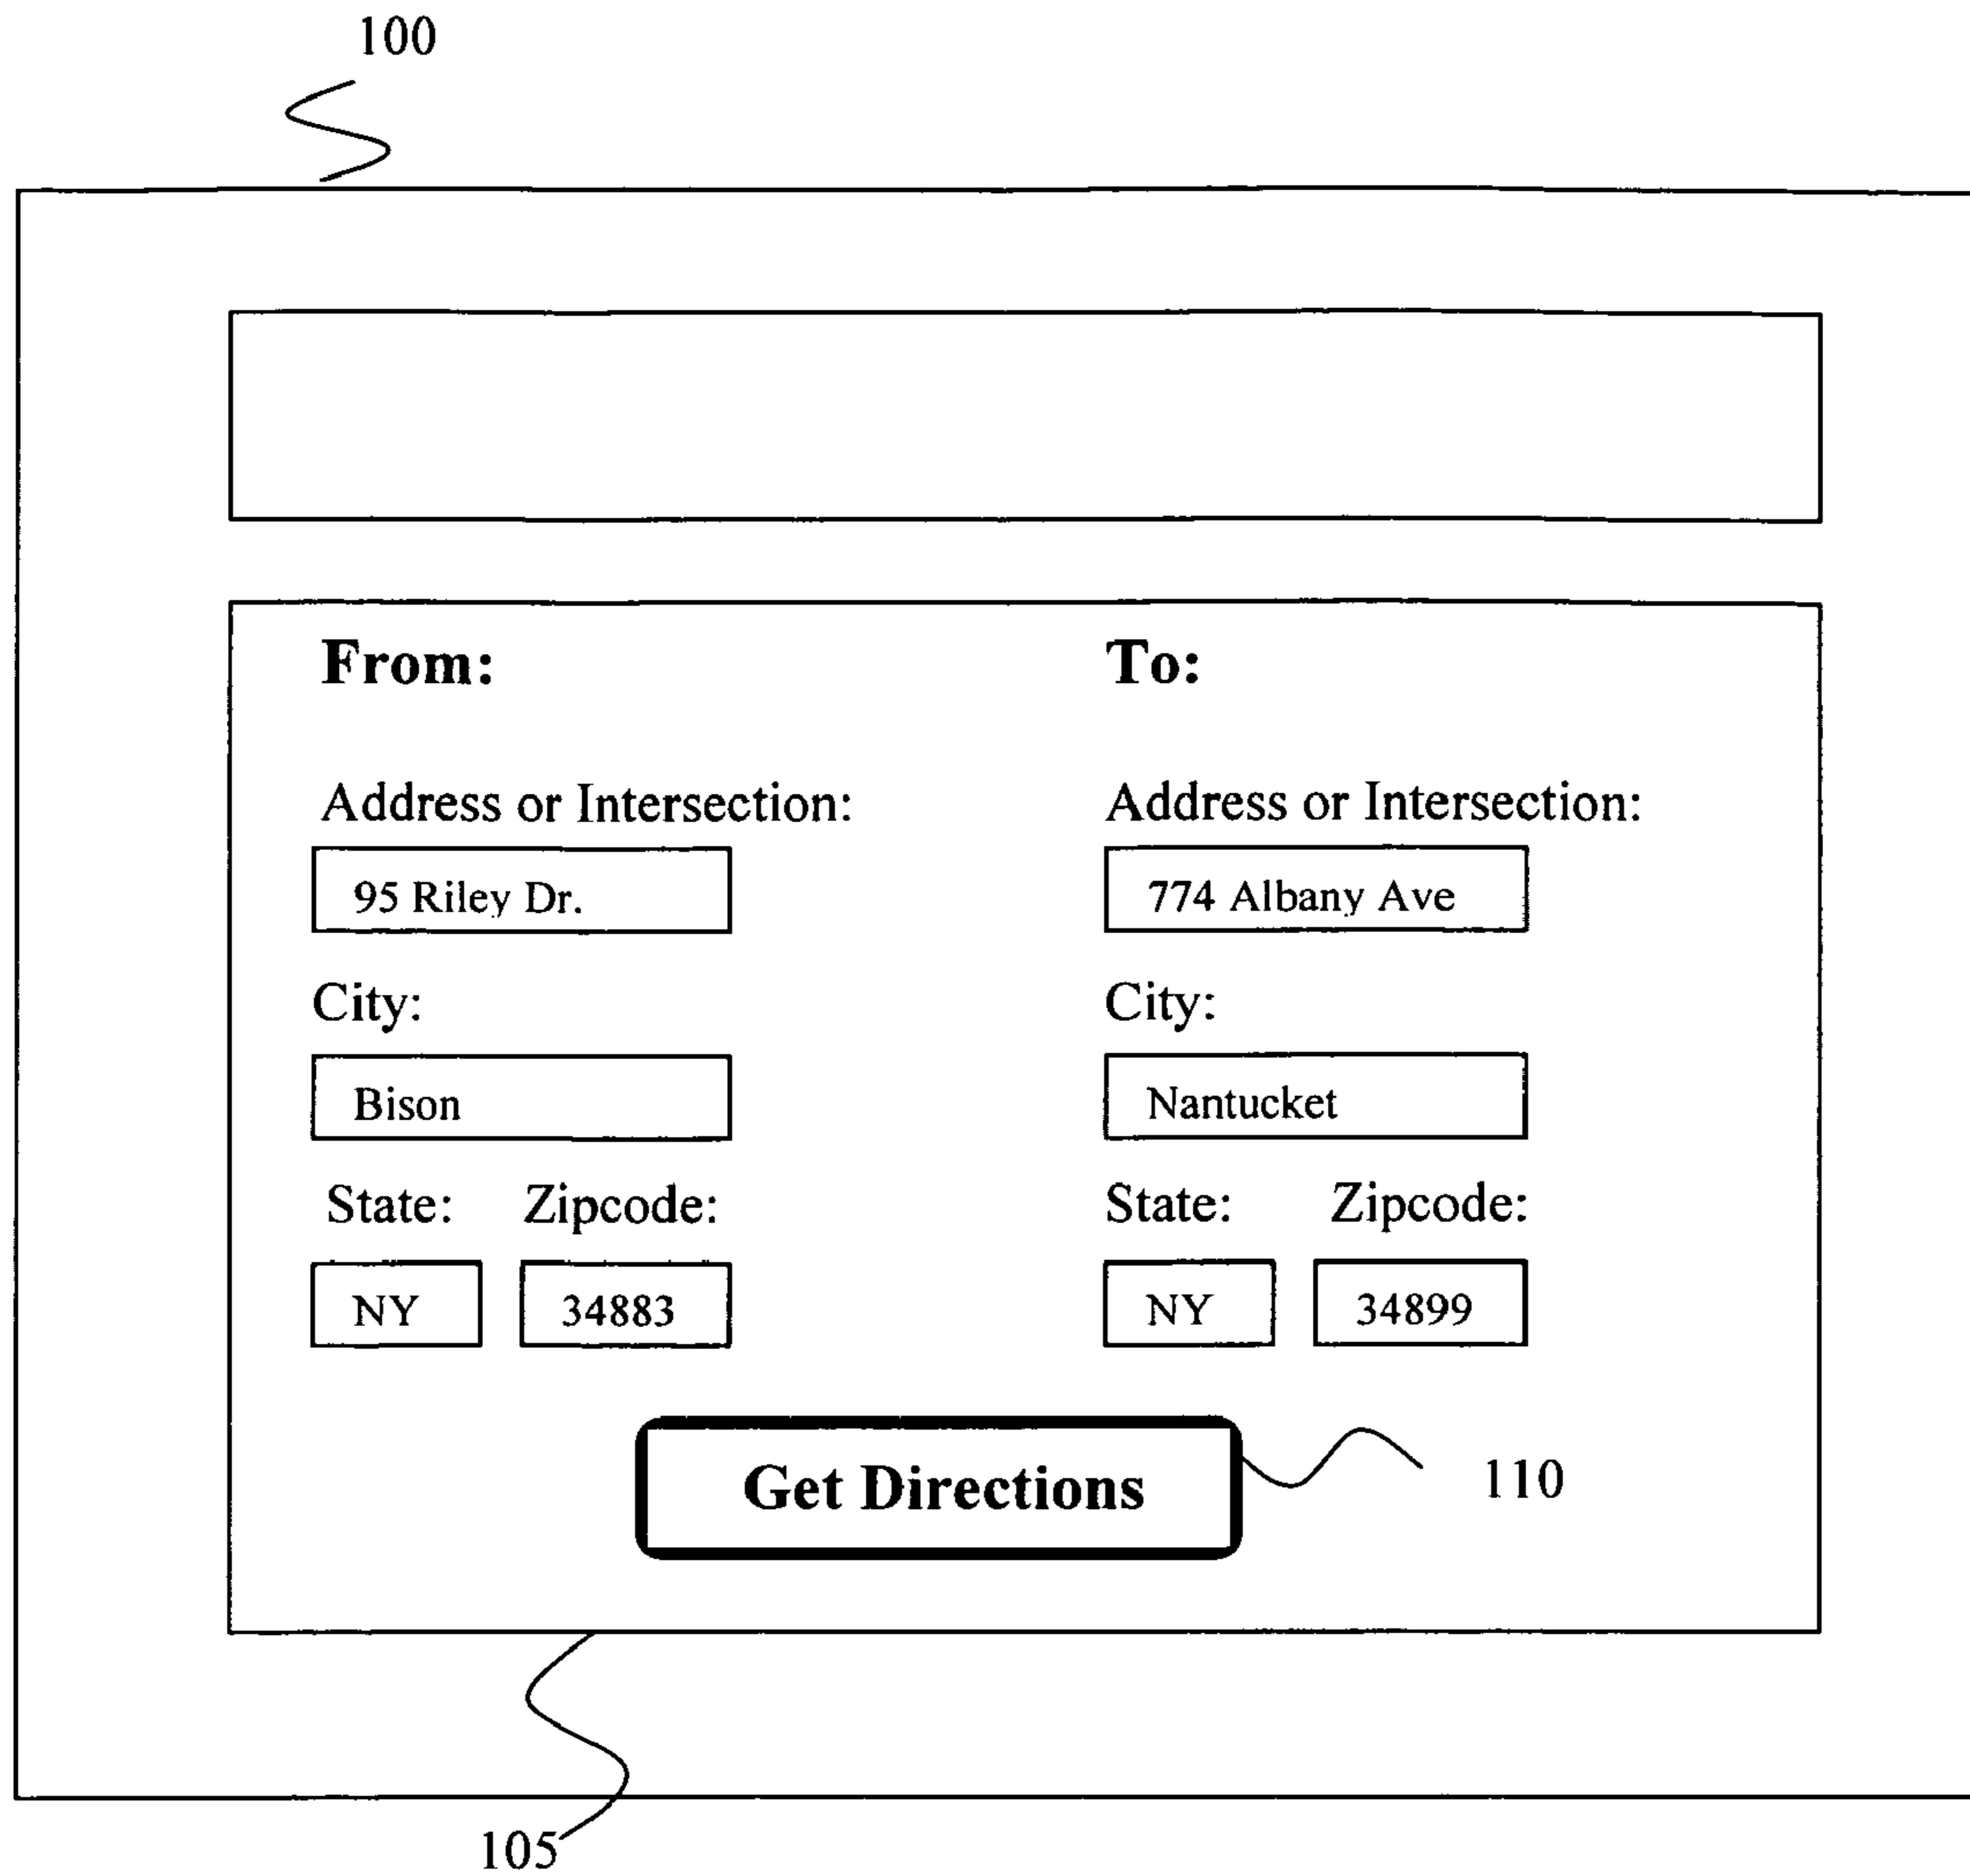 100
From: To:
Address or Intersection: Address or Intersection:
95 Riley Dr. 774 Albany Ave
City: City:
Bison Nantucket
State: Zipcode: State: Zipcode:
NY 34883 NY 34899
Get Directions
110
105